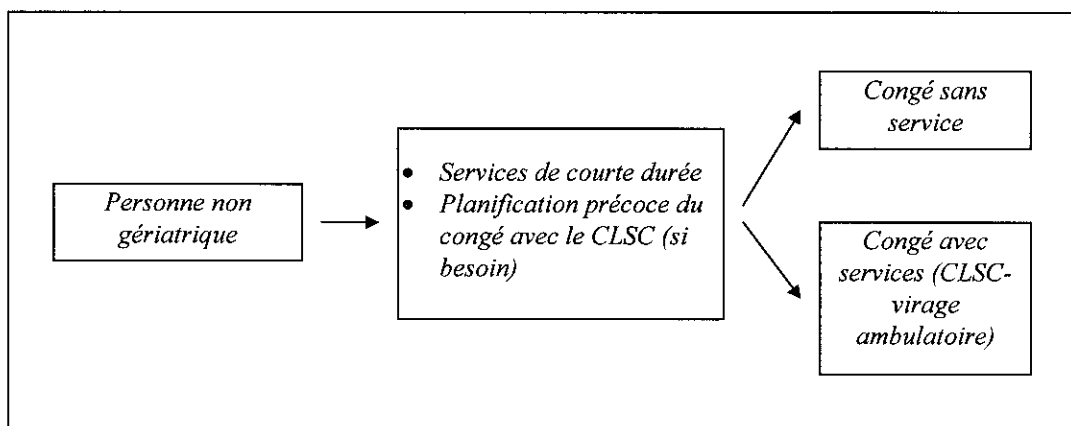 Personne non
gériatrique
• Services de courte durée
• Planification précoce du
congé avec le CLSC (si
besoin)
Congé sans
service
Congé avec
services (CLSC-
virage
ambulatoire)